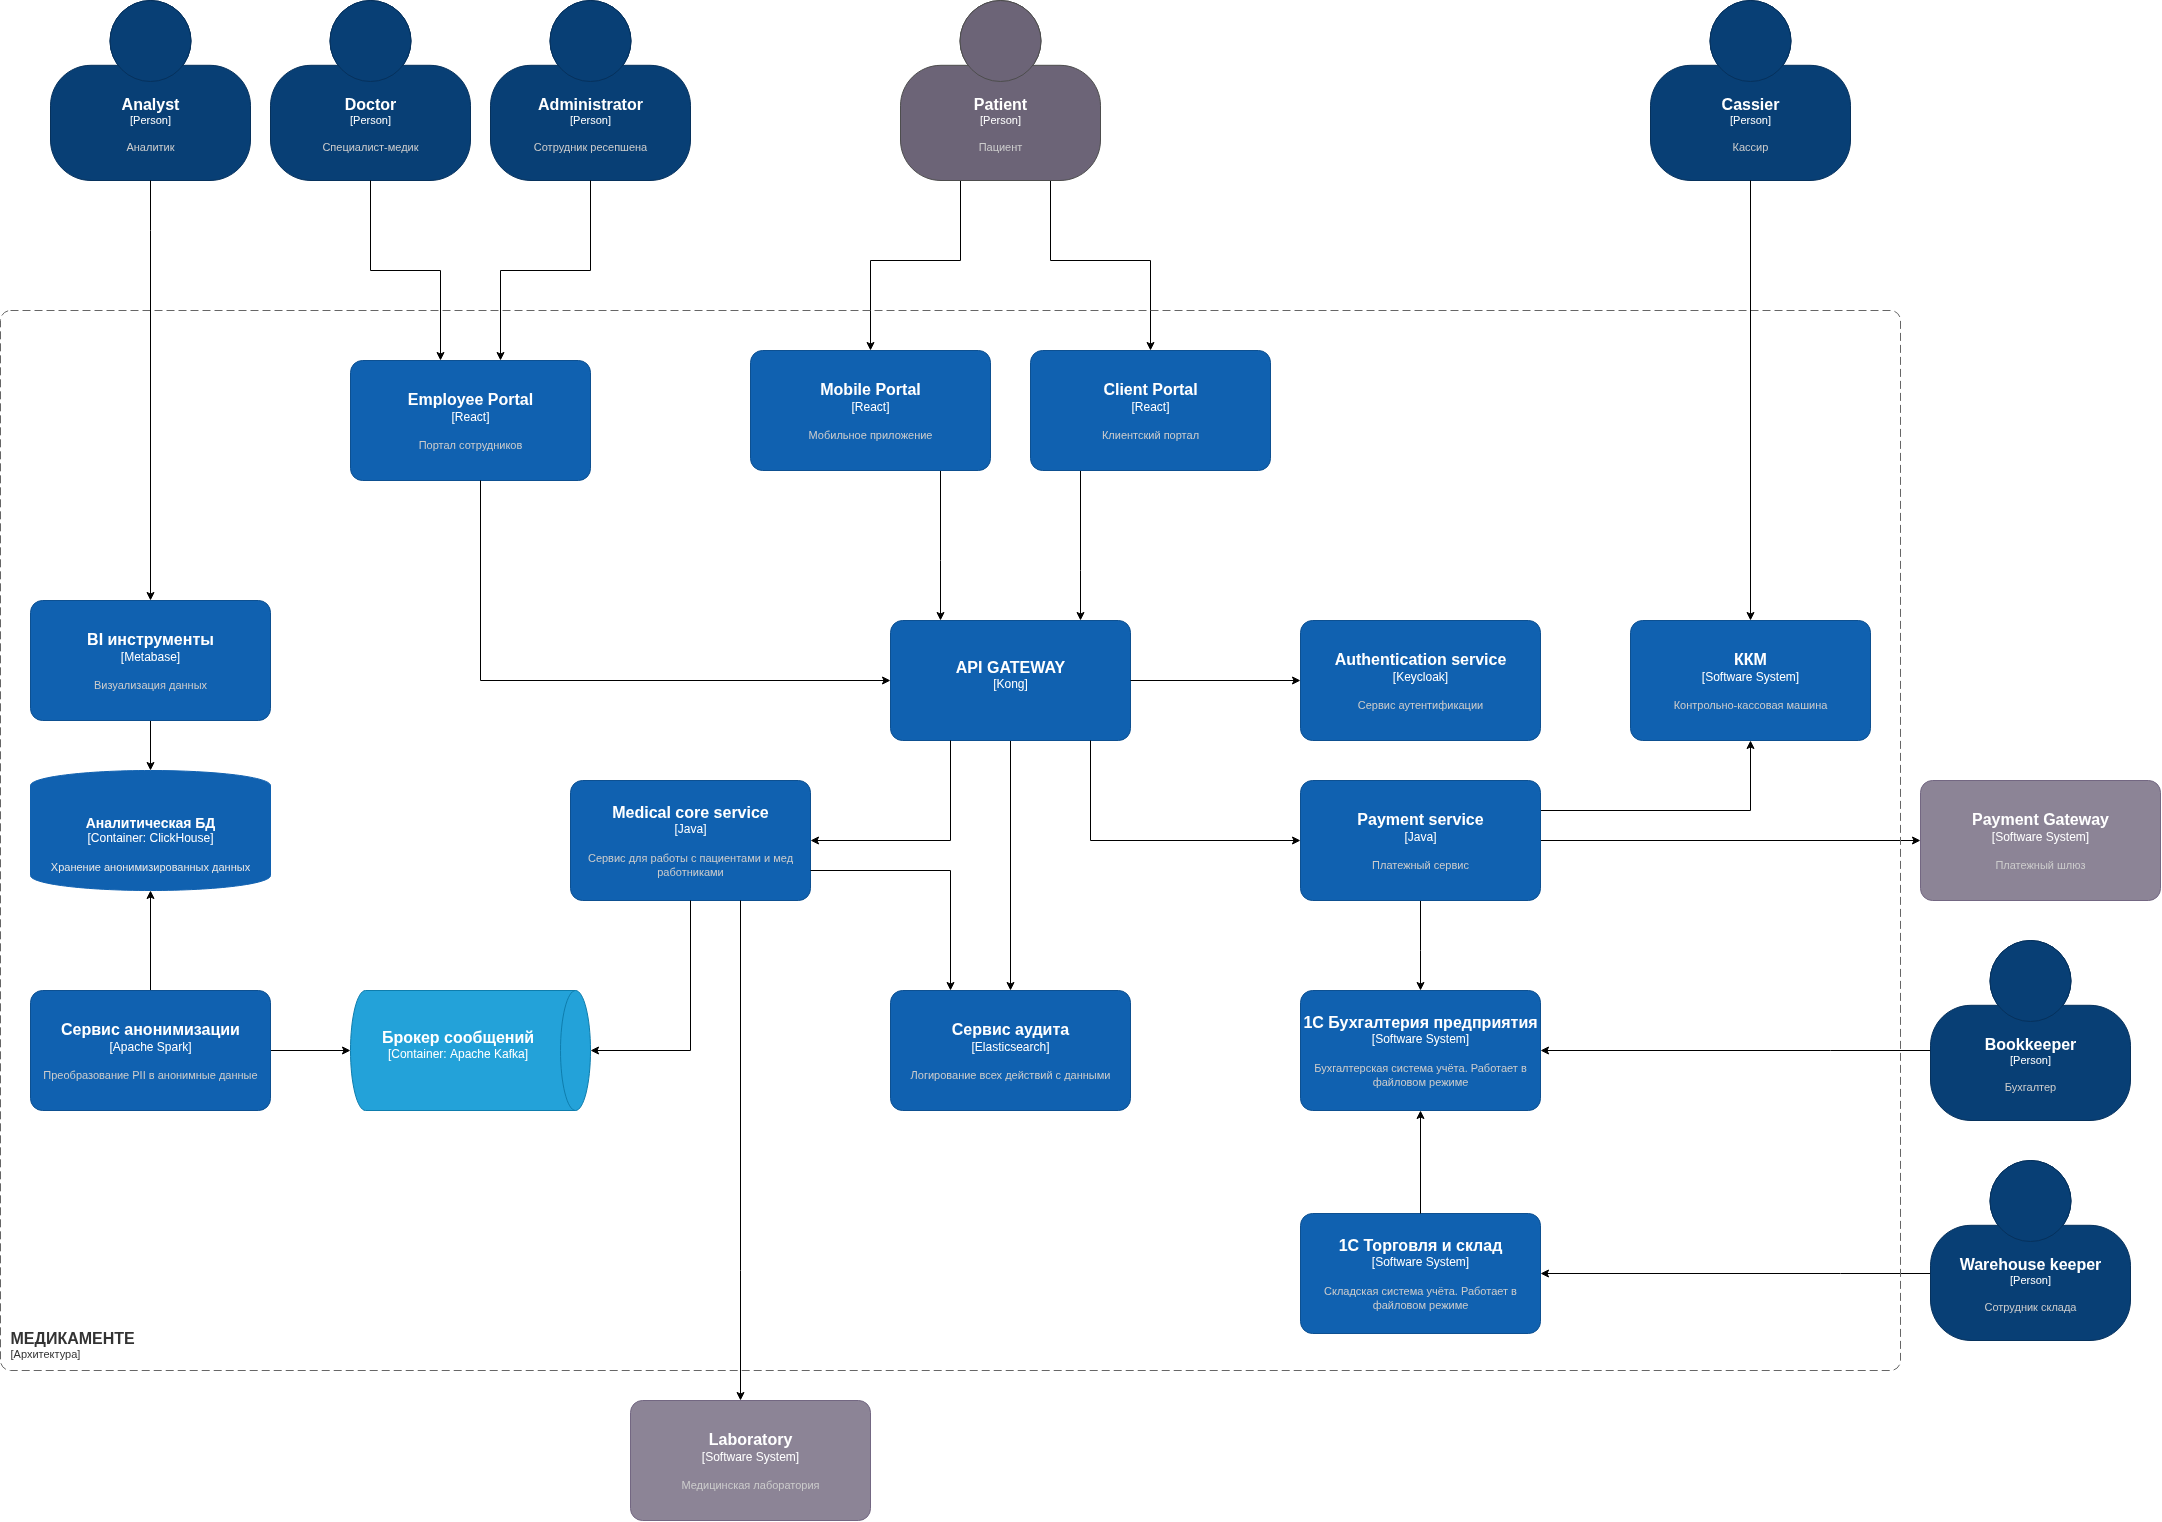 Analyst
[Person]
Аналитик
Doctor
[Person]
Специалист-медик
Administrator
[Person]
Сотрудник ресепшена
Patient
[Person]
Пациент
Cassier
[Person]
Кассир
Employee Portal
[React]
Портал сотрудников
Mobile Portal
[React]
Мобильное приложение
Client Portal
[React]
Клиентский портал
BI инструменты
[Metabase]
Визуализация данных
API GATEWAY
[Kong]
Authentication service
[Keycloak]
Сервис аутентификации
ККМ
[Software System]
Контрольно-кассовая машина
Аналитическая БД
[Container: ClickHouse]
Хранение анонимизированных данных
Medical core service
[Java]
Сервис для работы с пациентами и мед
работниками
Payment service
[Java]
Платежный сервис
Payment Gateway
[Software System]
Платежный шлюз
Сервис анонимизации
[Apache Spark]
Преобразование PII в анонимные данные
Брокер сообщений
[Container: Apache Kafka]
Сервис аудита
[Elasticsearch]
Логирование всех действий с данными
1С Бухгалтерия предприятия
[Software System]
Бухгалтерская система учёта. Работает в
файловом режиме
Bookkeeper
[Person]
Бухгалтер
1С Торговля и склад
[Software System]
Складская система учёта. Работает в
файловом режиме
Warehouse keeper
[Person]
Сотрудник склада
МЕДИКАМЕНТЕ
[Архитектура]
Laboratory
[Software System]
Медицинская лаборатория